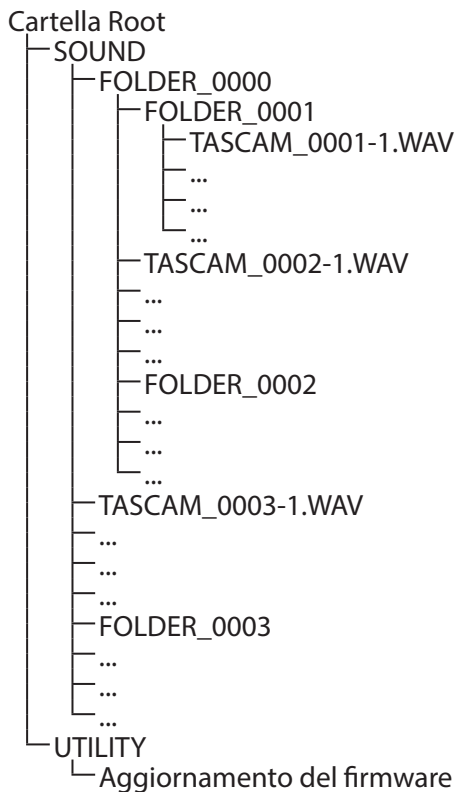 Cartella Root
SOUND
FOLDER_0000
FOLDER_0001
TASCAM_0001-1.WAV
...
...
...
TASCAM_0002-1.WAV
...
...
...
FOLDER_0002
...
...
...
TASCAM_0003-1.WAV
...
...
...
FOLDER_0003
...
...
...
UTILITY
Aggiornamento del firmware